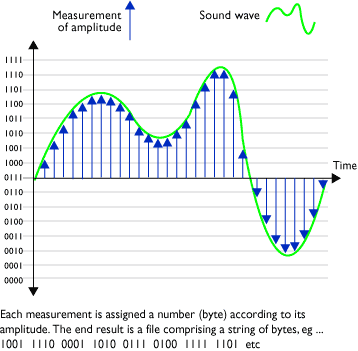 Measurement
of amplitude
Sound wave
1111
1110
1101
1100
1011
1010
1001
1000
0111
Time
0110
0101
0100
0011
0010
0001
0000
Each measurement is assigned a number (byte) according to its
amplitude. The end result is a file comprising a string of bytes, eg ...
1001 1110 0001 1010 0111 0100 1111 1101 etc